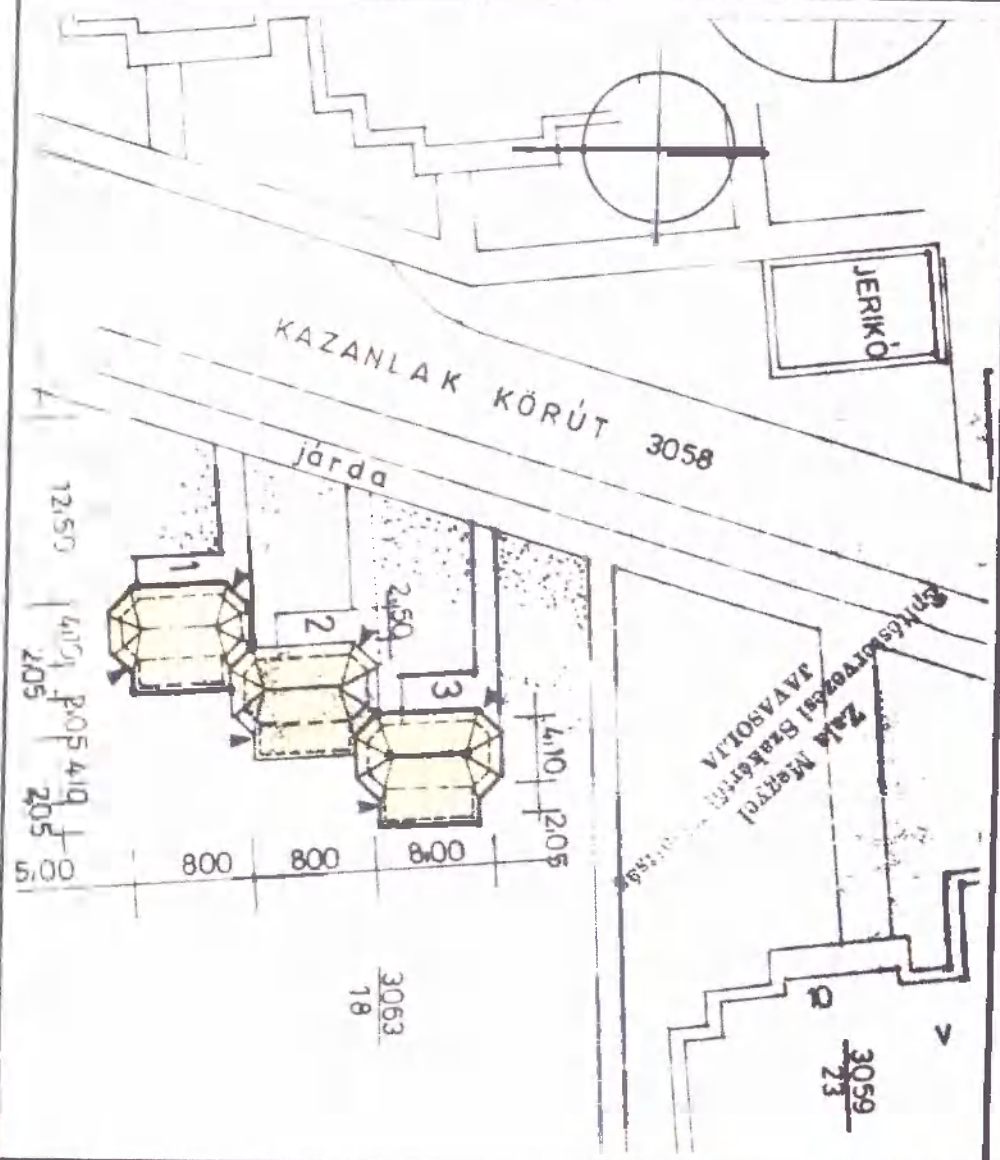 JERIKÓ
KAZANLAK KÖRÚT 3058
járda
1
2
3
2,50
12,50
4,10
2,05
2,05
4,10
2,05
4,10
2,05
5,00
800
800
8,00
3063
18
Zala Megyei
JAVASOLJA
Q
V
3059
23